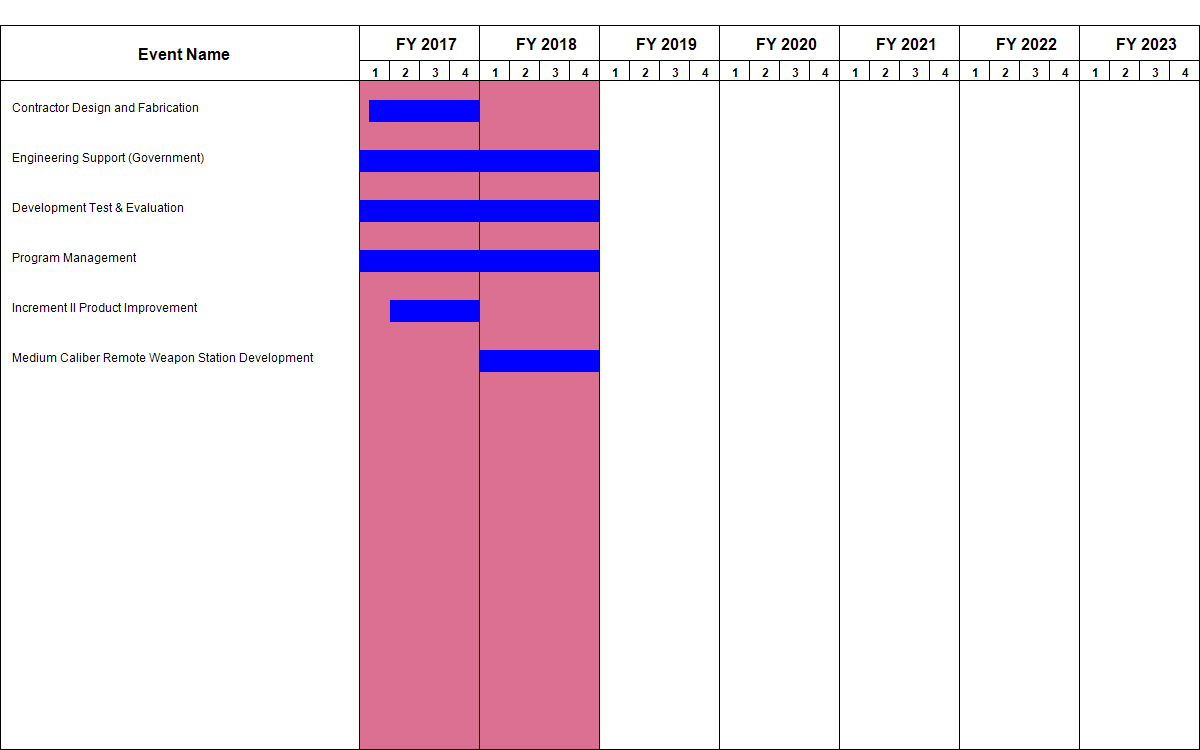 Event Name
FY 2017 FY 2018 FY 2019 FY 2020 FY 2021 FY 2022 FY 2023
1 2 3 4 1 2 3 4 1 2 3 4 1 2 3 4 1 2 3 4 1 2 3 4 1 2 3 4
Contractor Design and Fabrication
Engineering Support (Government)
Development Test & Evaluation
Program Management
Increment II Product Improvement
Medium Caliber Remote Weapon Station Development